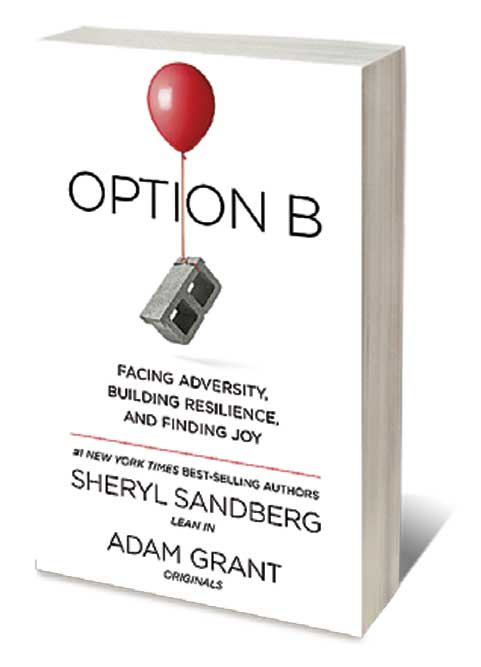 OPTION B
FACING ADVERSITY,
BUILDING RESILIENCE,
AND FINDING JOY
#1 NEW YORK TIMES BEST-SELLING AUTHORS
SHERYL SANDBERG
LEAN IN
ADAM GRANT
ORIGINALS